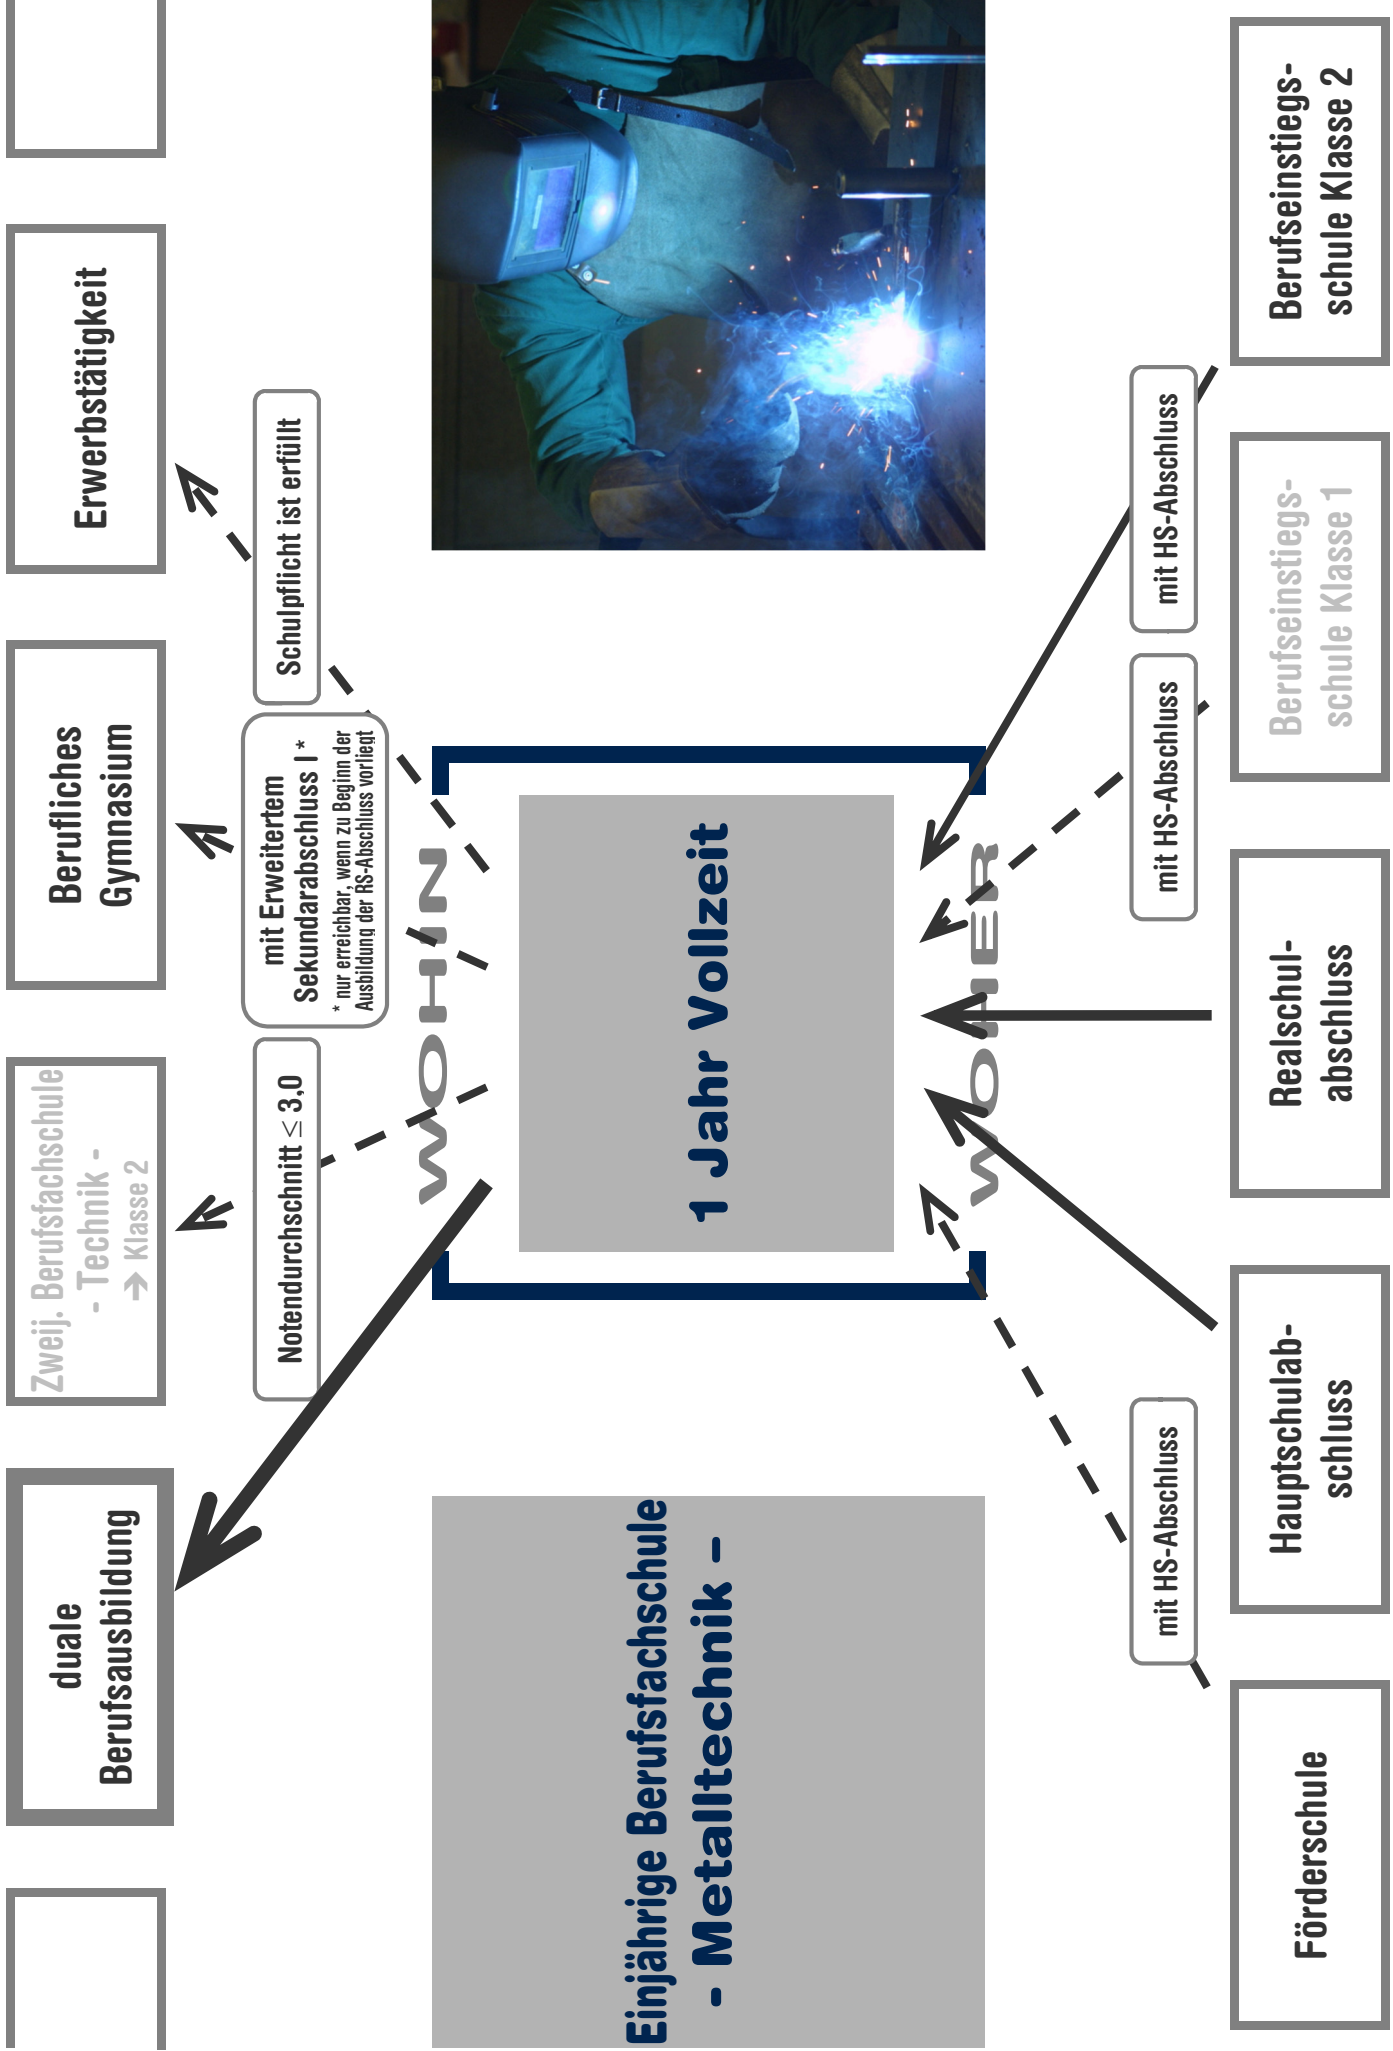 duale
Berufsausbildung
Zweij. Berufsfachschule
- Technik -
→ Klasse 2
Berufliches
Gymnasium
Erwerbstätigkeit
Notendurchschnitt ≤ 3,0
mit Erweitertem
Sekundarabschluss I *
* nur erreichbar, wenn zu Beginn der
Ausbildung der RS-Abschluss vorliegt
Schulpflicht ist erfüllt
WOHIN
Einjährige Berufsfachschule
- Metalltechnik -
1 Jahr Vollzeit
WOHER
mit HS-Abschluss
mit HS-Abschluss
mit HS-Abschluss
Förderschule
Hauptschulab-
schluss
Realschul-
abschluss
Berufseinstiegs-
schule Klasse 1
Berufseinstiegs-
schule Klasse 2